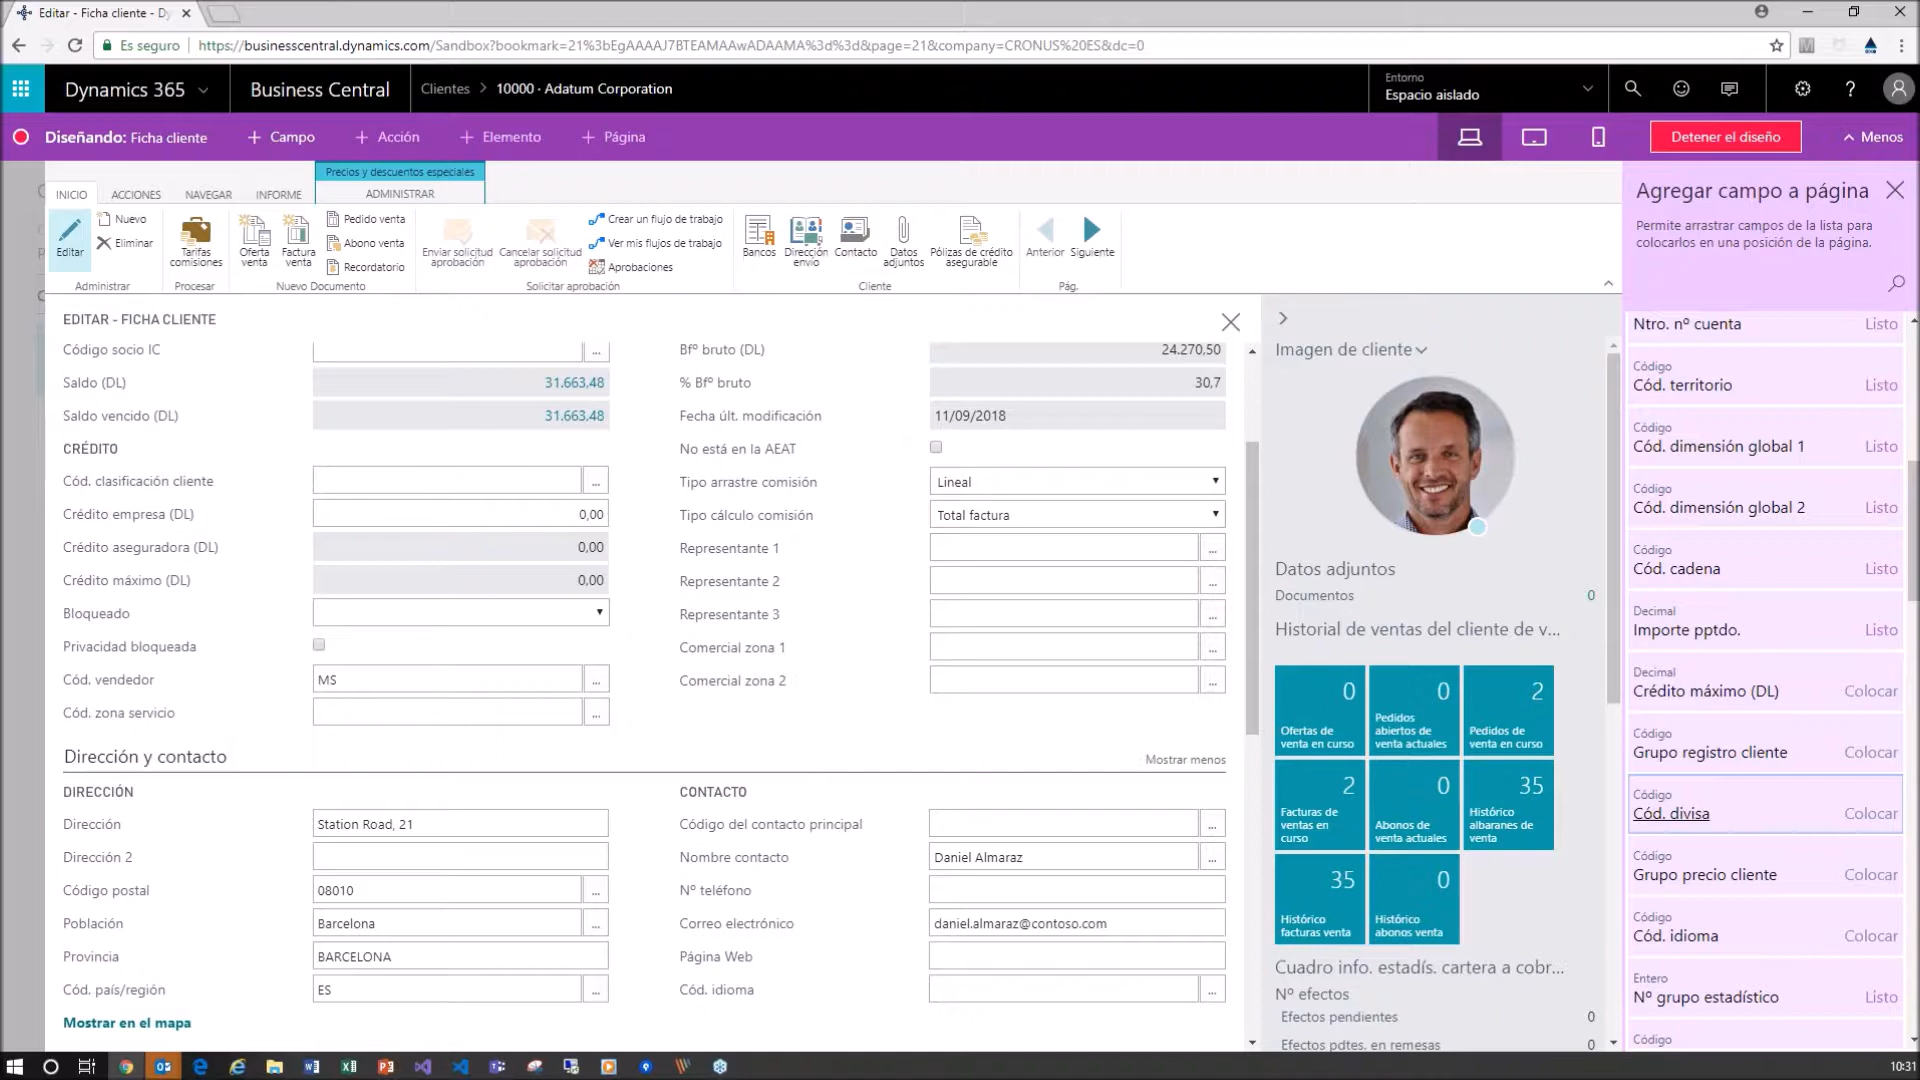 Editar - Ficha cliente - Dy
Es seguro
https://businesscentral.dynamics.com/Sandbox?bookmark=21%3bEgAAAAJ7BTEAMAAwADAAMA%3d%3d&page=21&company=CRONUS%20ES&dc=0
Dynamics 365
Business Central
Clientes > 10000 · Adatum Corporation
Entorno
Espacio aislado
Diseñando: Ficha cliente
+ Campo
+ Acción
+ Elemento
+ Página
Detener el diseño
Menos
INICIO
ACCIONES
NAVEGAR
INFORME
Precios y descuentos especiales
ADMINISTRAR
Editar
Nuevo
Eliminar
Administrar
Tarifas comisiones
Procesar
Oferta venta
Factura venta
Pedido venta
Abono venta
Recordatorio
Nuevo Documento
Enviar solicitud aprobación
Cancelar solicitud aprobación
Crear un flujo de trabajo
Ver mis flujos de trabajo
Aprobaciones
Solicitar aprobación
Bancos
Dirección envío
Contacto
Datos adjuntos
Pólizas de crédito asegurable
Cliente
Anterior
Siguiente
Pág.
EDITAR - FICHA CLIENTE
Código socio IC
...
Saldo (DL)
31.663,48
Saldo vencido (DL)
31.663,48
CRÉDITO
Cód. clasificación cliente
...
Crédito empresa (DL)
0,00
Crédito aseguradora (DL)
0,00
Crédito máximo (DL)
0,00
Bloqueado
Privacidad bloqueada
Cód. vendedor
MS
...
Cód. zona servicio
...
Bfº bruto (DL)
24.270,50
% Bfº bruto
30,7
Fecha últ. modificación
11/09/2018
No está en la AEAT
Tipo arrastre comisión
Lineal
Tipo cálculo comisión
Total factura
Representante 1
...
Representante 2
...
Representante 3
...
Comercial zona 1
...
Comercial zona 2
...
Dirección y contacto
Mostrar menos
DIRECCIÓN
Dirección
Station Road, 21
Dirección 2
Código postal
08010
...
Población
Barcelona
...
Provincia
BARCELONA
Cód. país/región
ES
...
Mostrar en el mapa
CONTACTO
Código del contacto principal
...
Nombre contacto
Daniel Almaraz
...
Nº teléfono
Correo electrónico
daniel.almaraz@contoso.com
Página Web
Cód. idioma
...
Imagen de cliente
Datos adjuntos
Documentos
0
Historial de ventas del cliente de v...
0
Ofertas de venta en curso
0
Pedidos abiertos de venta actuales
2
Pedidos de venta en curso
2
Facturas de ventas en curso
0
Abonos de venta actuales
35
Histórico albaranes de venta
35
Histórico facturas venta
0
Histórico abonos venta
Cuadro info. estadís. cartera a cobr...
Nº efectos
Efectos pendientes
0
Efectos pdtes. en remesas
0
Agregar campo a página
Permite arrastrar campos de la lista para
colocarlos en una posición de la página.
Ntro. nº cuenta
Listo
Código
Cód. territorio
Listo
Código
Cód. dimensión global 1
Listo
Código
Cód. dimensión global 2
Listo
Código
Cód. cadena
Listo
Decimal
Importe pptdo.
Listo
Decimal
Crédito máximo (DL)
Colocar
Código
Grupo registro cliente
Colocar
Código
Cód. divisa
Colocar
Código
Grupo precio cliente
Colocar
Código
Cód. idioma
Colocar
Entero
Nº grupo estadístico
Listo
Código
10:31